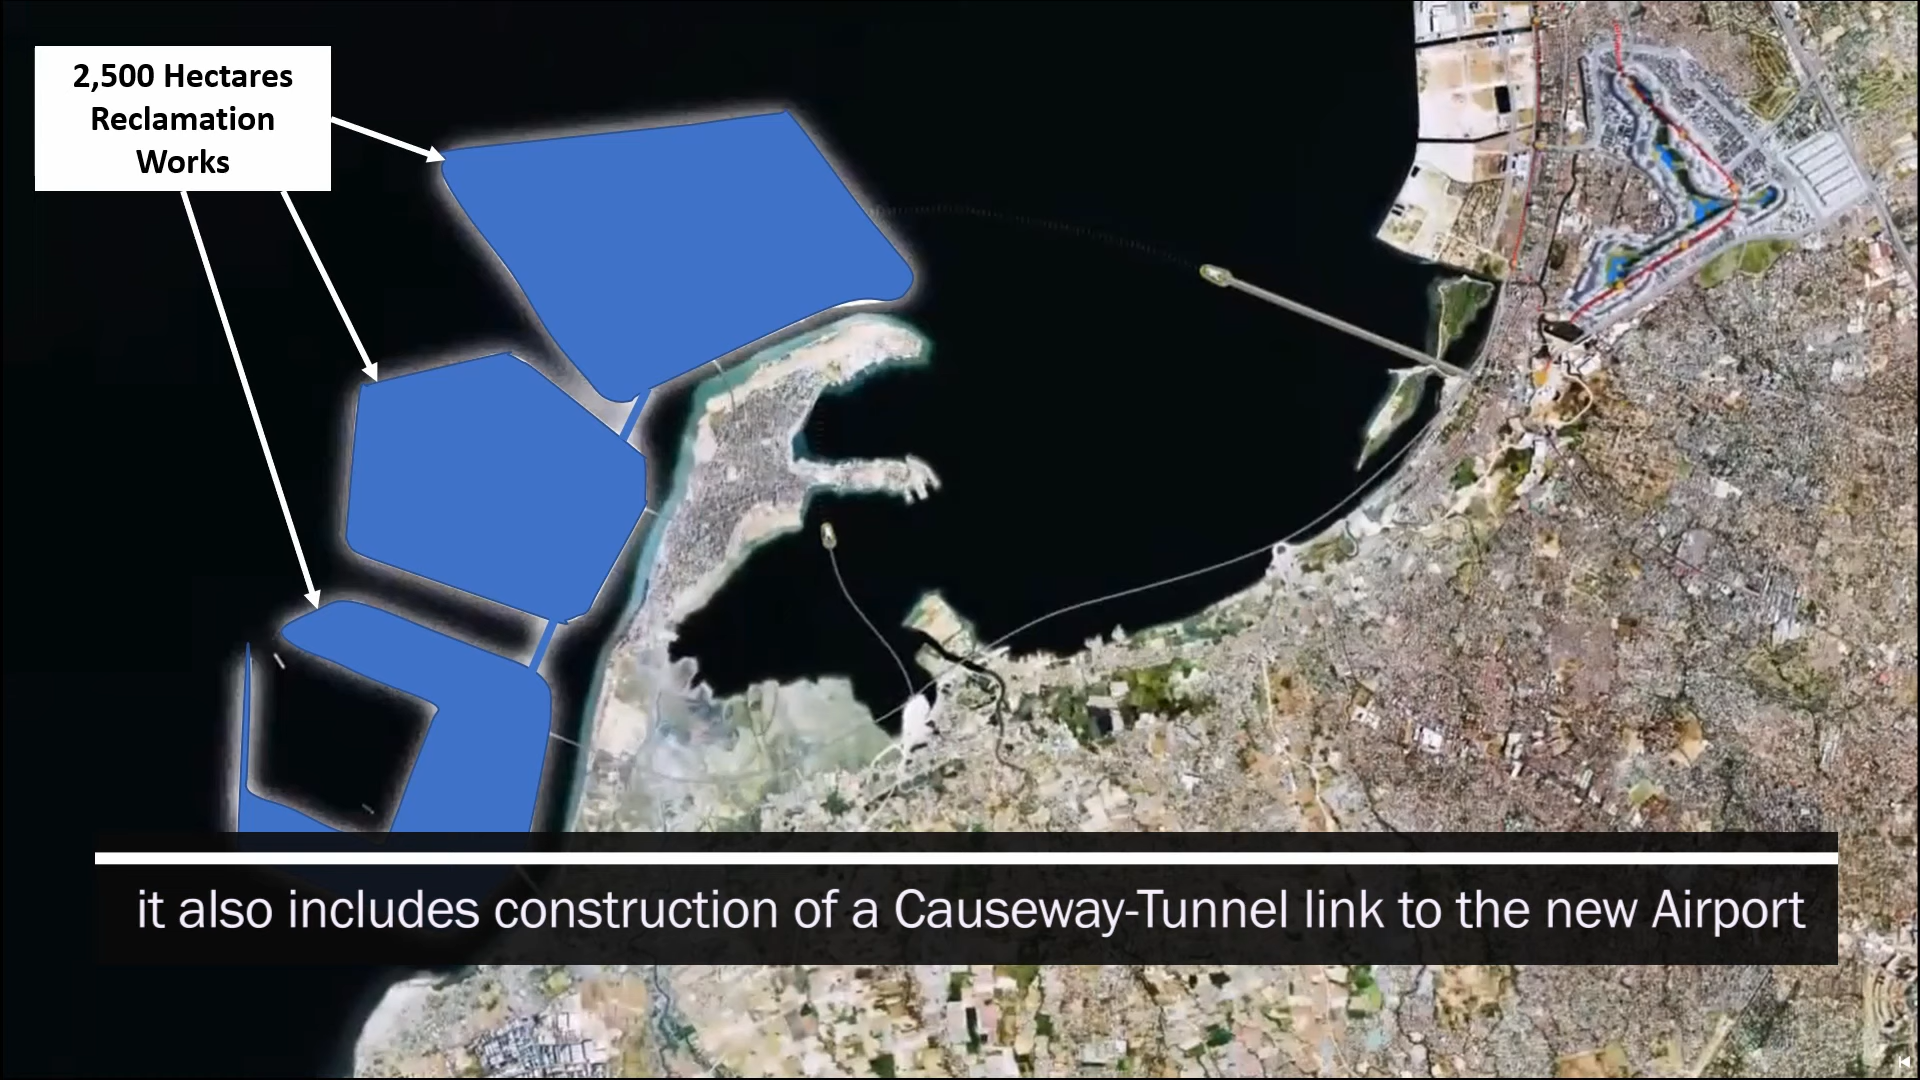 2,500 Hectares
Reclamation
Works
it also includes construction of a Causeway-Tunnel link to the new Airport